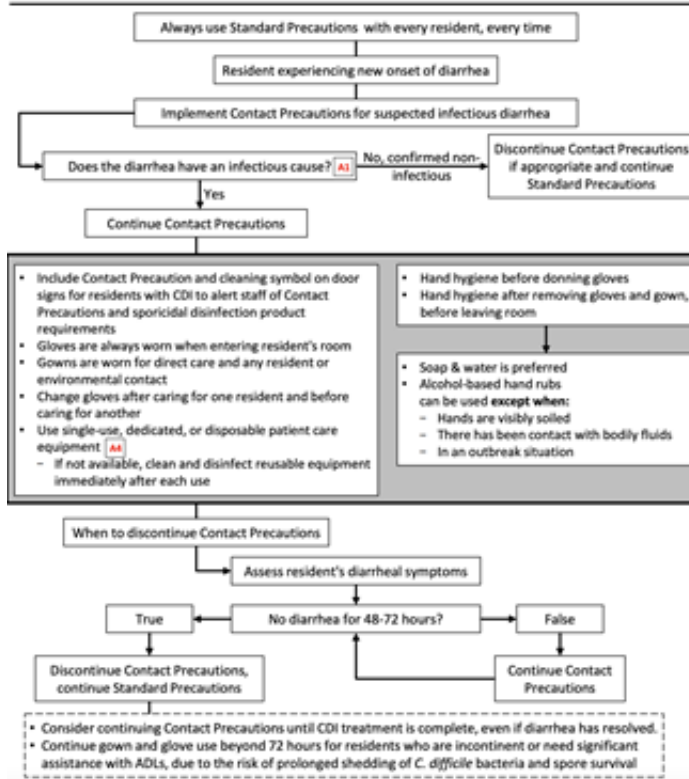 Always use Standard Precautions with every resident, every time
Resident experiencing new onset of diarrhea
Implement Contact Precautions for suspected infectious diarrhea
Does the diarrhea have an infectious cause? A1
No, confirmed non-
infectious
Discontinue Contact Precautions
if appropriate and continue
Standard Precautions
Yes
Continue Contact Precautions
• Include Contact Precaution and cleaning symbol on door
signs for residents with CDI to alert staff of Contact
Precautions and sporicidal disinfection product
requirements
• Gloves are always worn when entering resident's room
• Gowns are worn for direct care and any resident or
environmental contact
• Change gloves after caring for one resident and before
caring for another
• Use single-use, dedicated, or disposable patient care
equipment A4
– If not available, clean and disinfect reusable equipment
immediately after each use
• Hand hygiene before donning gloves
• Hand hygiene after removing gloves and gown,
before leaving room
• Soap & water is preferred
• Alcohol-based hand rubs
can be used except when:
– Hands are visibly soiled
– There has been contact with bodily fluids
– In an outbreak situation
When to discontinue Contact Precautions
Assess resident's diarrheal symptoms
True
No diarrhea for 48-72 hours?
False
Discontinue Contact Precautions,
continue Standard Precautions
Continue Contact
Precautions
• Consider continuing Contact Precautions until CDI treatment is complete, even if diarrhea has resolved.
• Continue gown and glove use beyond 72 hours for residents who are incontinent or need significant
assistance with ADLs, due to the risk of prolonged shedding of C. difficile bacteria and spore survival